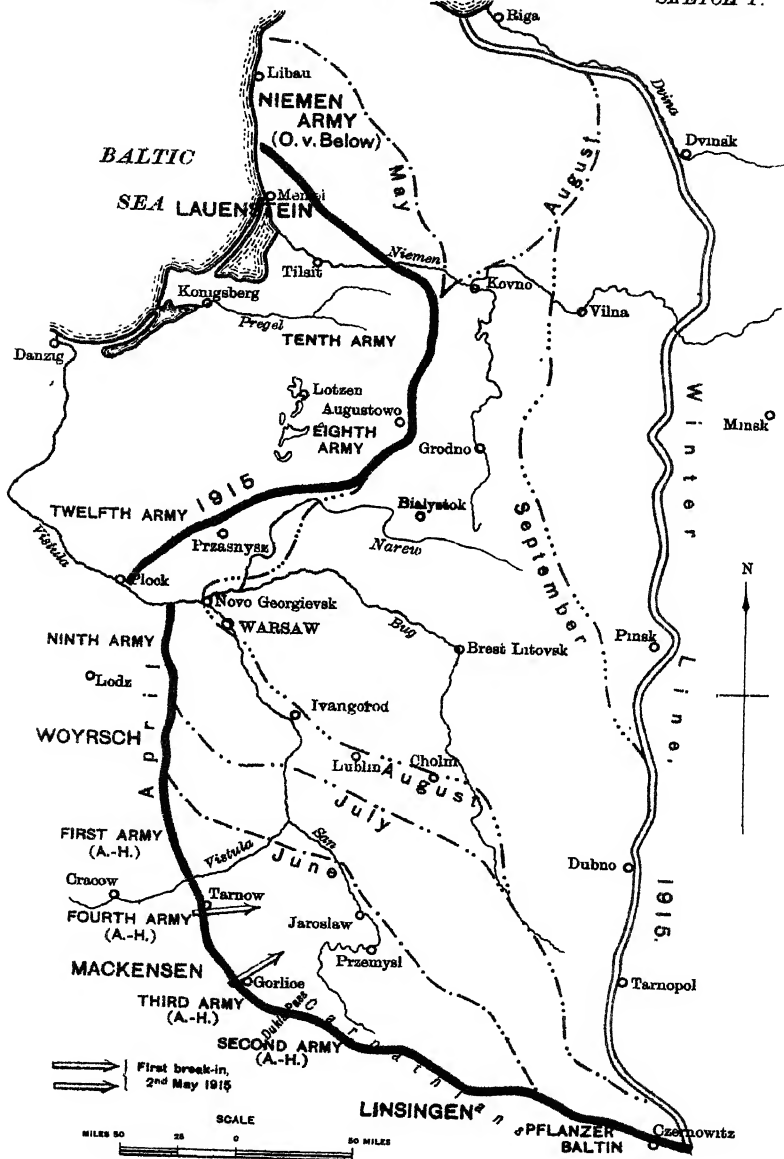 SKETCH 1.
Riga
Libau
Dvina
NIEMEN
ARMY
(O. v. Below)
BALTIC
SEA
May
August
Dvinsk
LAUENSTEIN
Memel
Tilsit
Niemen
Kovno
Vilna
Konigsberg
Pregel
TENTH ARMY
Danzig
Lotzen
Augustowo
EIGHTH
ARMY
Grodno
Minsk
Winter Line, 1915.
1915
TWELFTH ARMY
Bialystok
September
Przasnysz
Narew
Vistula
Plock
Novo Georgievsk
N
WARSAW
NINTH ARMY
Bug
Brest Litovsk
Pinsk
Lodz
April
Ivangorod
WOYRSCH
Lublin
Cholm
August
July
FIRST ARMY
(A.-H.)
Vistula
San
June
Dubno
Cracow
Tarnow
FOURTH ARMY
(A.-H.)
Jaroslaw
Przemysl
MACKENSEN
Gorlice
Tarnopol
THIRD ARMY
(A.-H.)
Dukla Pass
Carpathians
SECOND ARMY
(A.-H.)
First break-in,
2nd May 1915
LINSINGEN
PFLANZER
BALTIN
Czernowitz
SCALE
MILES 50 25 0 50 MILES